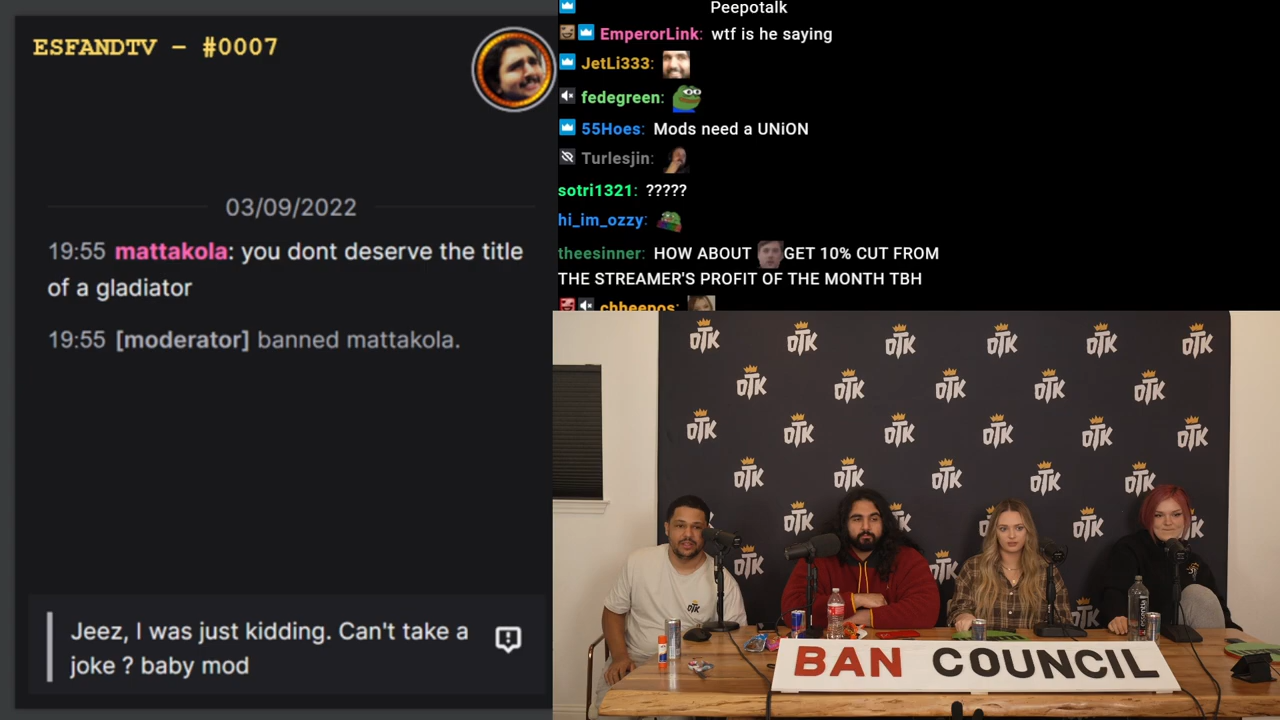 ESFANDTV – #0007
03/09/2022
19:55 mattakola: you dont deserve the title
of a gladiator
19:55 [moderator] banned mattakola.
Jeez, I was just kidding. Can't take a
joke ? baby mod
Peepotalk
EmperorLink: wtf is he saying
JetLi333:
fedegreen:
55Hoes: Mods need a UNiON
Turlesjin:
sotri1321: ?????
hi_im_ozzy:
theesinner: HOW ABOUT GET 10% CUT FROM
THE STREAMER'S PROFIT OF THE MONTH TBH
chheepos:
OTK
BAN COUNCIL